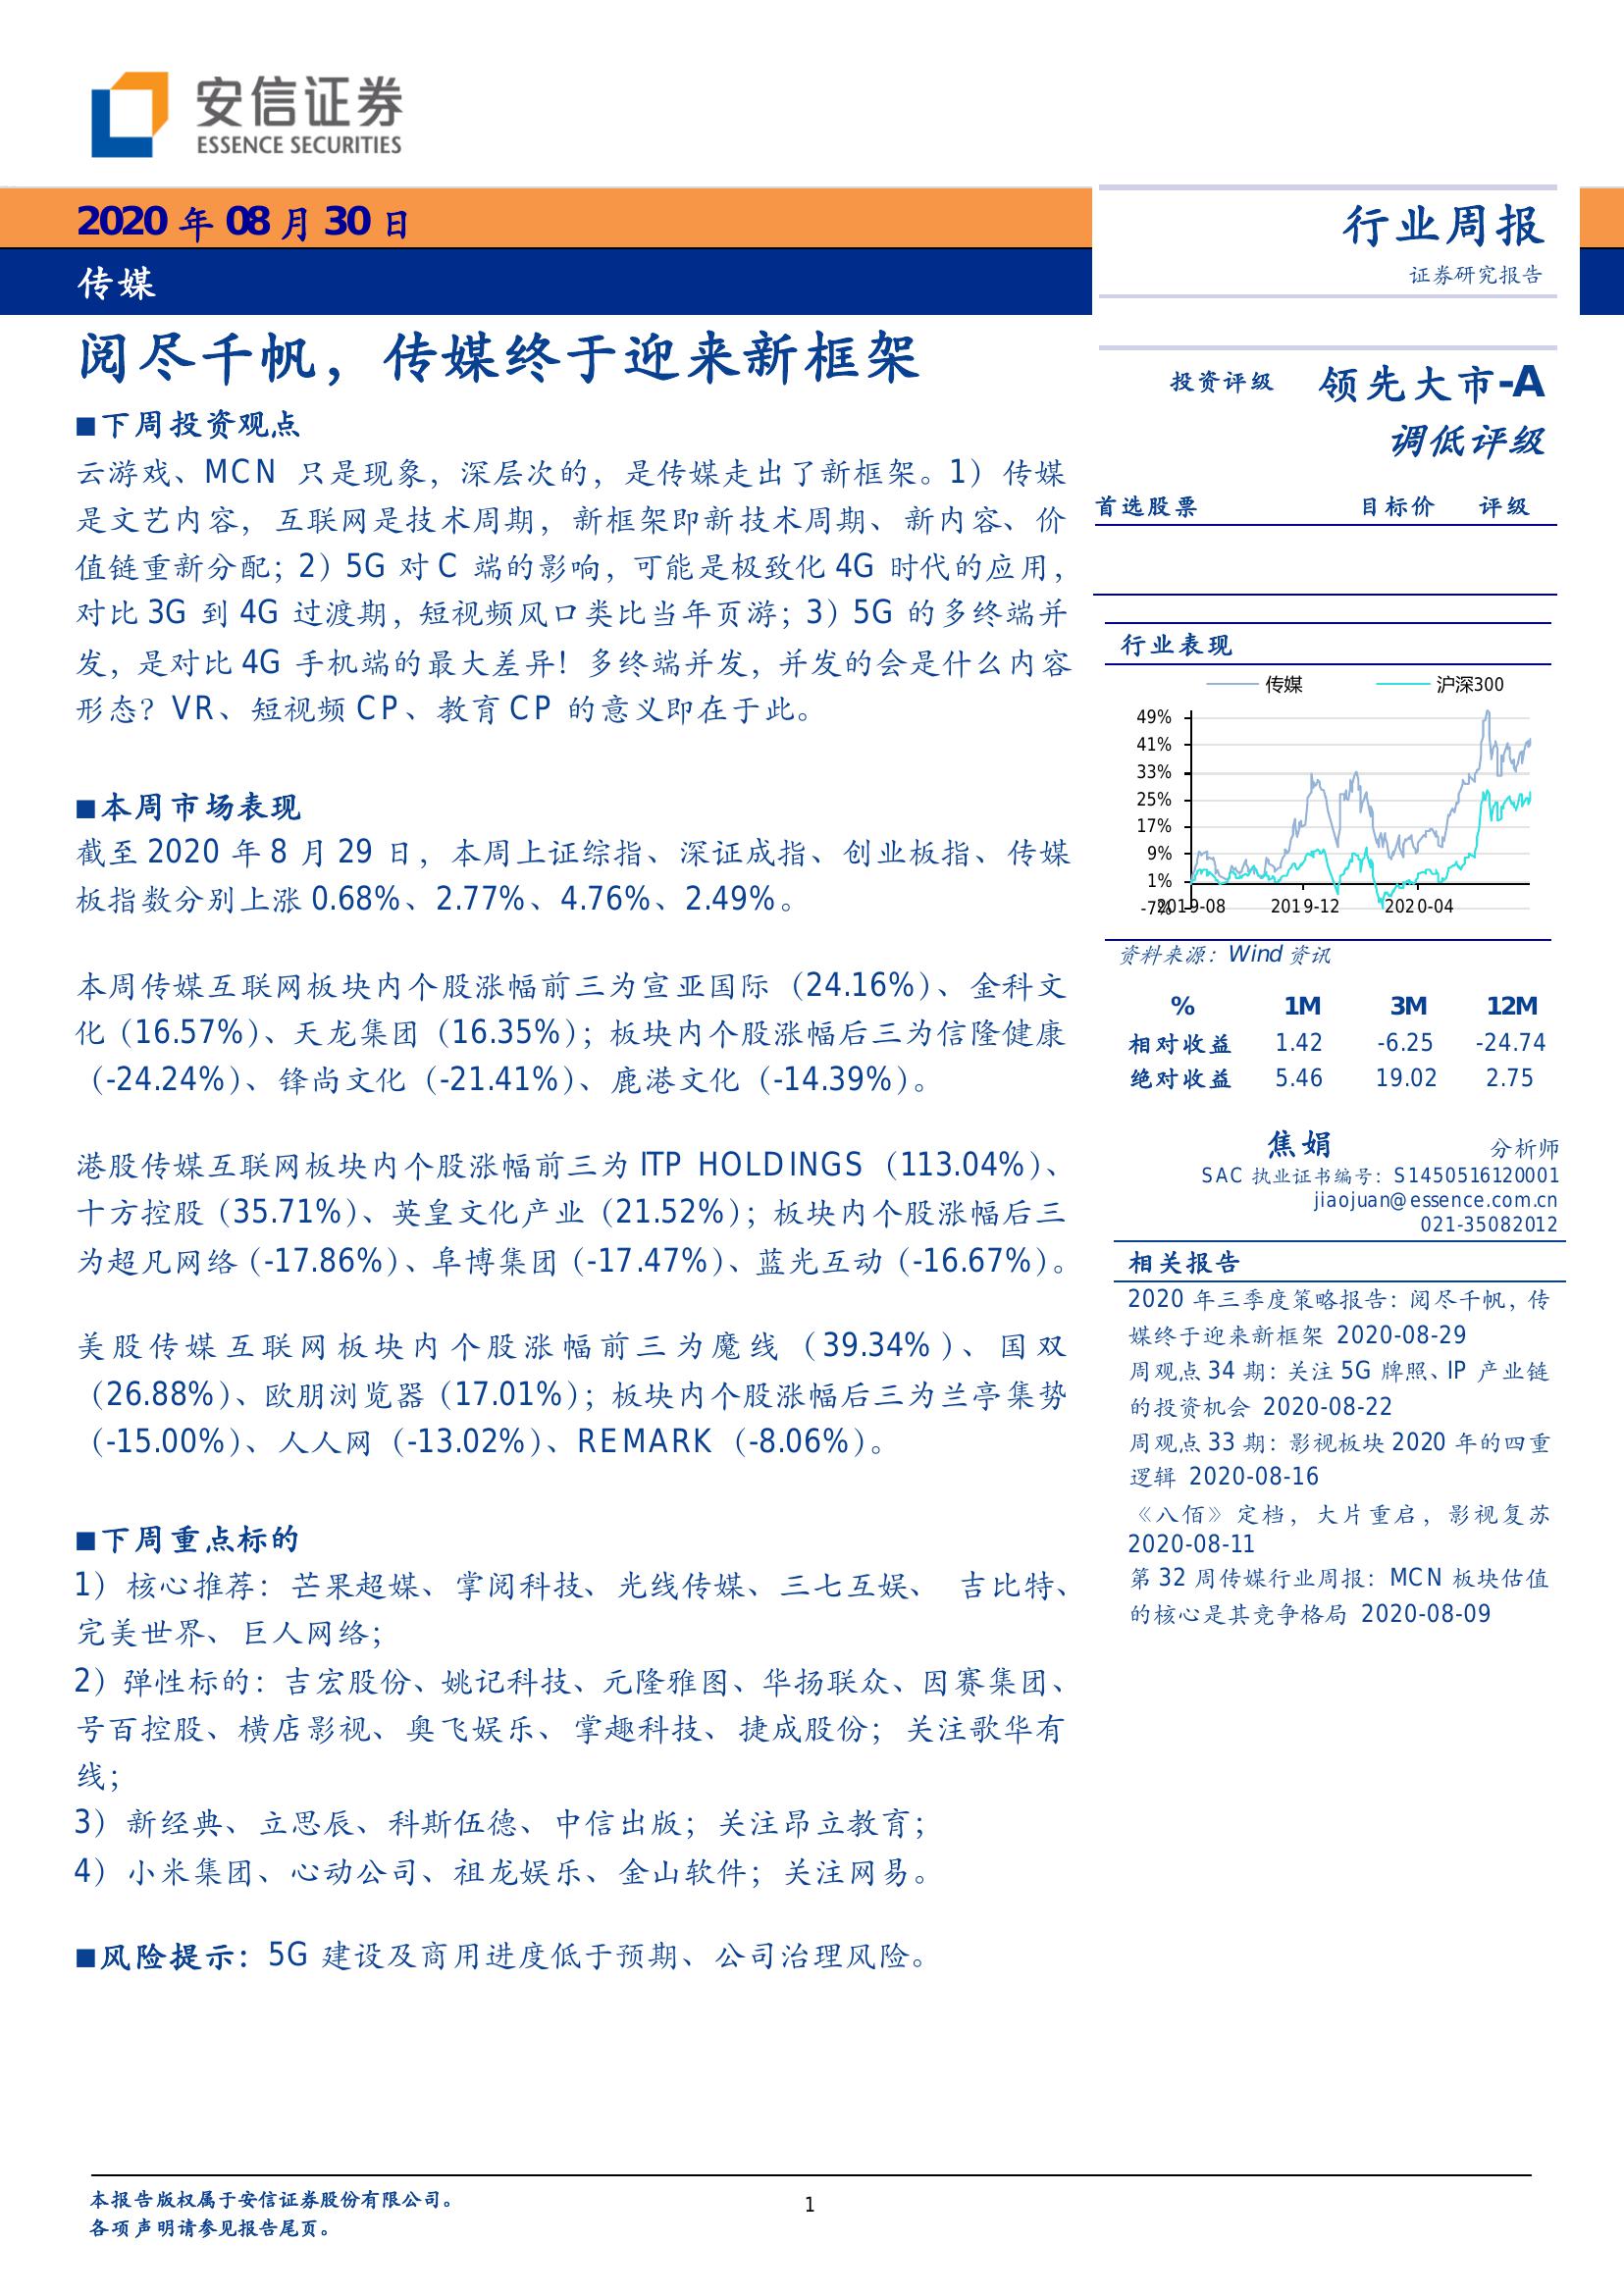 安信证券
ESSENCE SECURITIES
2020 年 08 月 30 日
传媒
阅尽千帆，传媒终于迎来新框架
■下周投资观点
云游戏、MCN 只是现象，深层次的，是传媒走出了新框架。1）传媒
是文艺内容，互联网是技术周期，新框架即新技术周期、新内容、价
值链重新分配；2）5G 对 C 端的影响，可能是极致化 4G 时代的应用，
对比 3G 到 4G 过渡期，短视频风口类比当年页游；3）5G 的多终端并
发，是对比 4G 手机端的最大差异！多终端并发，并发的会是什么内容
形态？VR、短视频 CP、教育 CP 的意义即在于此。
■本周市场表现
截至 2020 年 8 月 29 日，本周上证综指、深证成指、创业板指、传媒
板指数分别上涨 0.68%、2.77%、4.76%、2.49%。
本周传媒互联网板块内个股涨幅前三为宣亚国际（24.16%）、金科文
化（16.57%）、天龙集团（16.35%）；板块内个股涨幅后三为信隆健康
（-24.24%）、锋尚文化（-21.41%）、鹿港文化（-14.39%）。
港股传媒互联网板块内个股涨幅前三为 ITP HOLDINGS（113.04%）、
十方控股（35.71%）、英皇文化产业（21.52%）；板块内个股涨幅后三
为超凡网络（-17.86%）、阜博集团（-17.47%）、蓝光互动（-16.67%）。
美股传媒互联网板块内个股涨幅前三为魔线（39.34%）、国双
（26.88%）、欧朋浏览器（17.01%）；板块内个股涨幅后三为兰亭集势
（-15.00%）、人人网（-13.02%）、REMARK（-8.06%）。
■下周重点标的
1）核心推荐：芒果超媒、掌阅科技、光线传媒、三七互娱、 吉比特、
完美世界、巨人网络；
2）弹性标的：吉宏股份、姚记科技、元隆雅图、华扬联众、因赛集团、
号百控股、横店影视、奥飞娱乐、掌趣科技、捷成股份；关注歌华有
线；
3）新经典、立思辰、科斯伍德、中信出版；关注昂立教育；
4）小米集团、心动公司、祖龙娱乐、金山软件；关注网易。
■风险提示：5G 建设及商用进度低于预期、公司治理风险。
行业周报
证券研究报告
投资评级 领先大市-A
调低评级
首选股票 目标价 评级
行业表现
传媒 沪深300
49%
41%
33%
25%
17%
9%
1%
-7%
2019-08 2019-12 2020-04
资料来源：Wind 资讯
% 1M 3M 12M
相对收益 1.42 -6.25 -24.74
绝对收益 5.46 19.02 2.75
焦娟 分析师
SAC 执业证书编号：S1450516120001
jiaojuan@essence.com.cn
021-35082012
相关报告
2020 年三季度策略报告：阅尽千帆，传
媒终于迎来新框架 2020-08-29
周观点 34 期：关注 5G 牌照、IP 产业链
的投资机会 2020-08-22
周观点 33 期：影视板块 2020 年的四重
逻辑 2020-08-16
《八佰》定档，大片重启，影视复苏
2020-08-11
第 32 周传媒行业周报：MCN 板块估值
的核心是其竞争格局 2020-08-09
本报告版权属于安信证券股份有限公司。
各项声明请参见报告尾页。
1